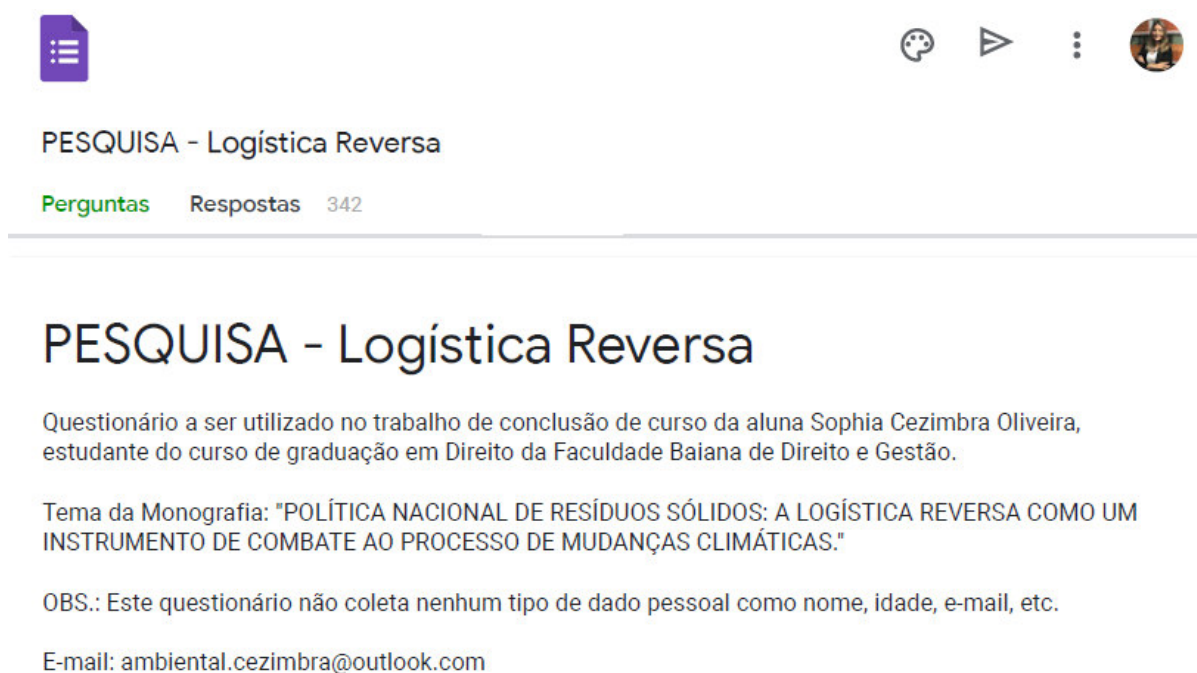 PESQUISA - Logística Reversa
Perguntas Respostas 342
PESQUISA - Logística Reversa
Questionário a ser utilizado no trabalho de conclusão de curso da aluna Sophia Cezimbra Oliveira,
estudante do curso de graduação em Direito da Faculdade Baiana de Direito e Gestão.
Tema da Monografia: "POLÍTICA NACIONAL DE RESÍDUOS SÓLIDOS: A LOGÍSTICA REVERSA COMO UM
INSTRUMENTO DE COMBATE AO PROCESSO DE MUDANÇAS CLIMÁTICAS."
OBS.: Este questionário não coleta nenhum tipo de dado pessoal como nome, idade, e-mail, etc.
E-mail: ambiental.cezimbra@outlook.com